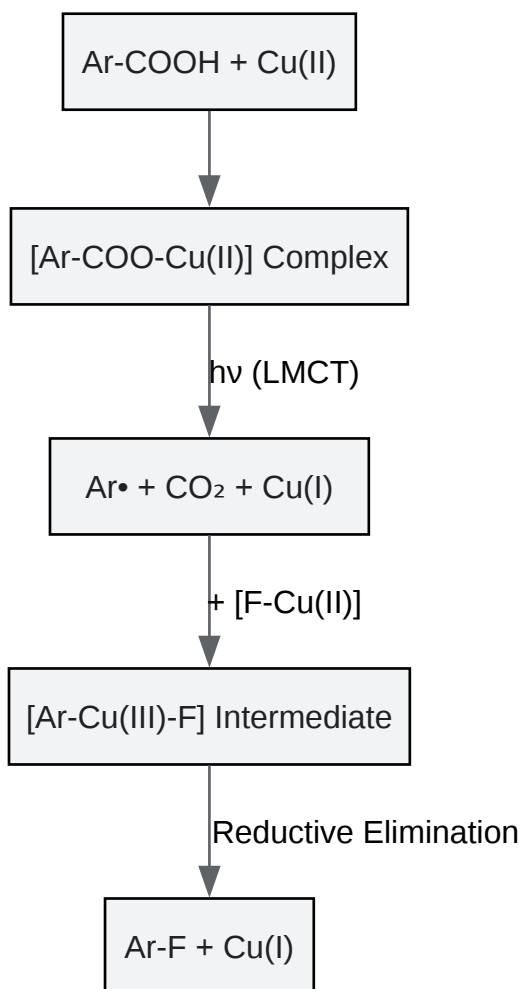 Ar-COOH + Cu(II)
[Ar-COO-Cu(II)] Complex
hν (LMCT)
Ar• + CO₂ + Cu(I)
+ [F-Cu(II)]
[Ar-Cu(III)-F] Intermediate
Reductive Elimination
Ar-F + Cu(I)